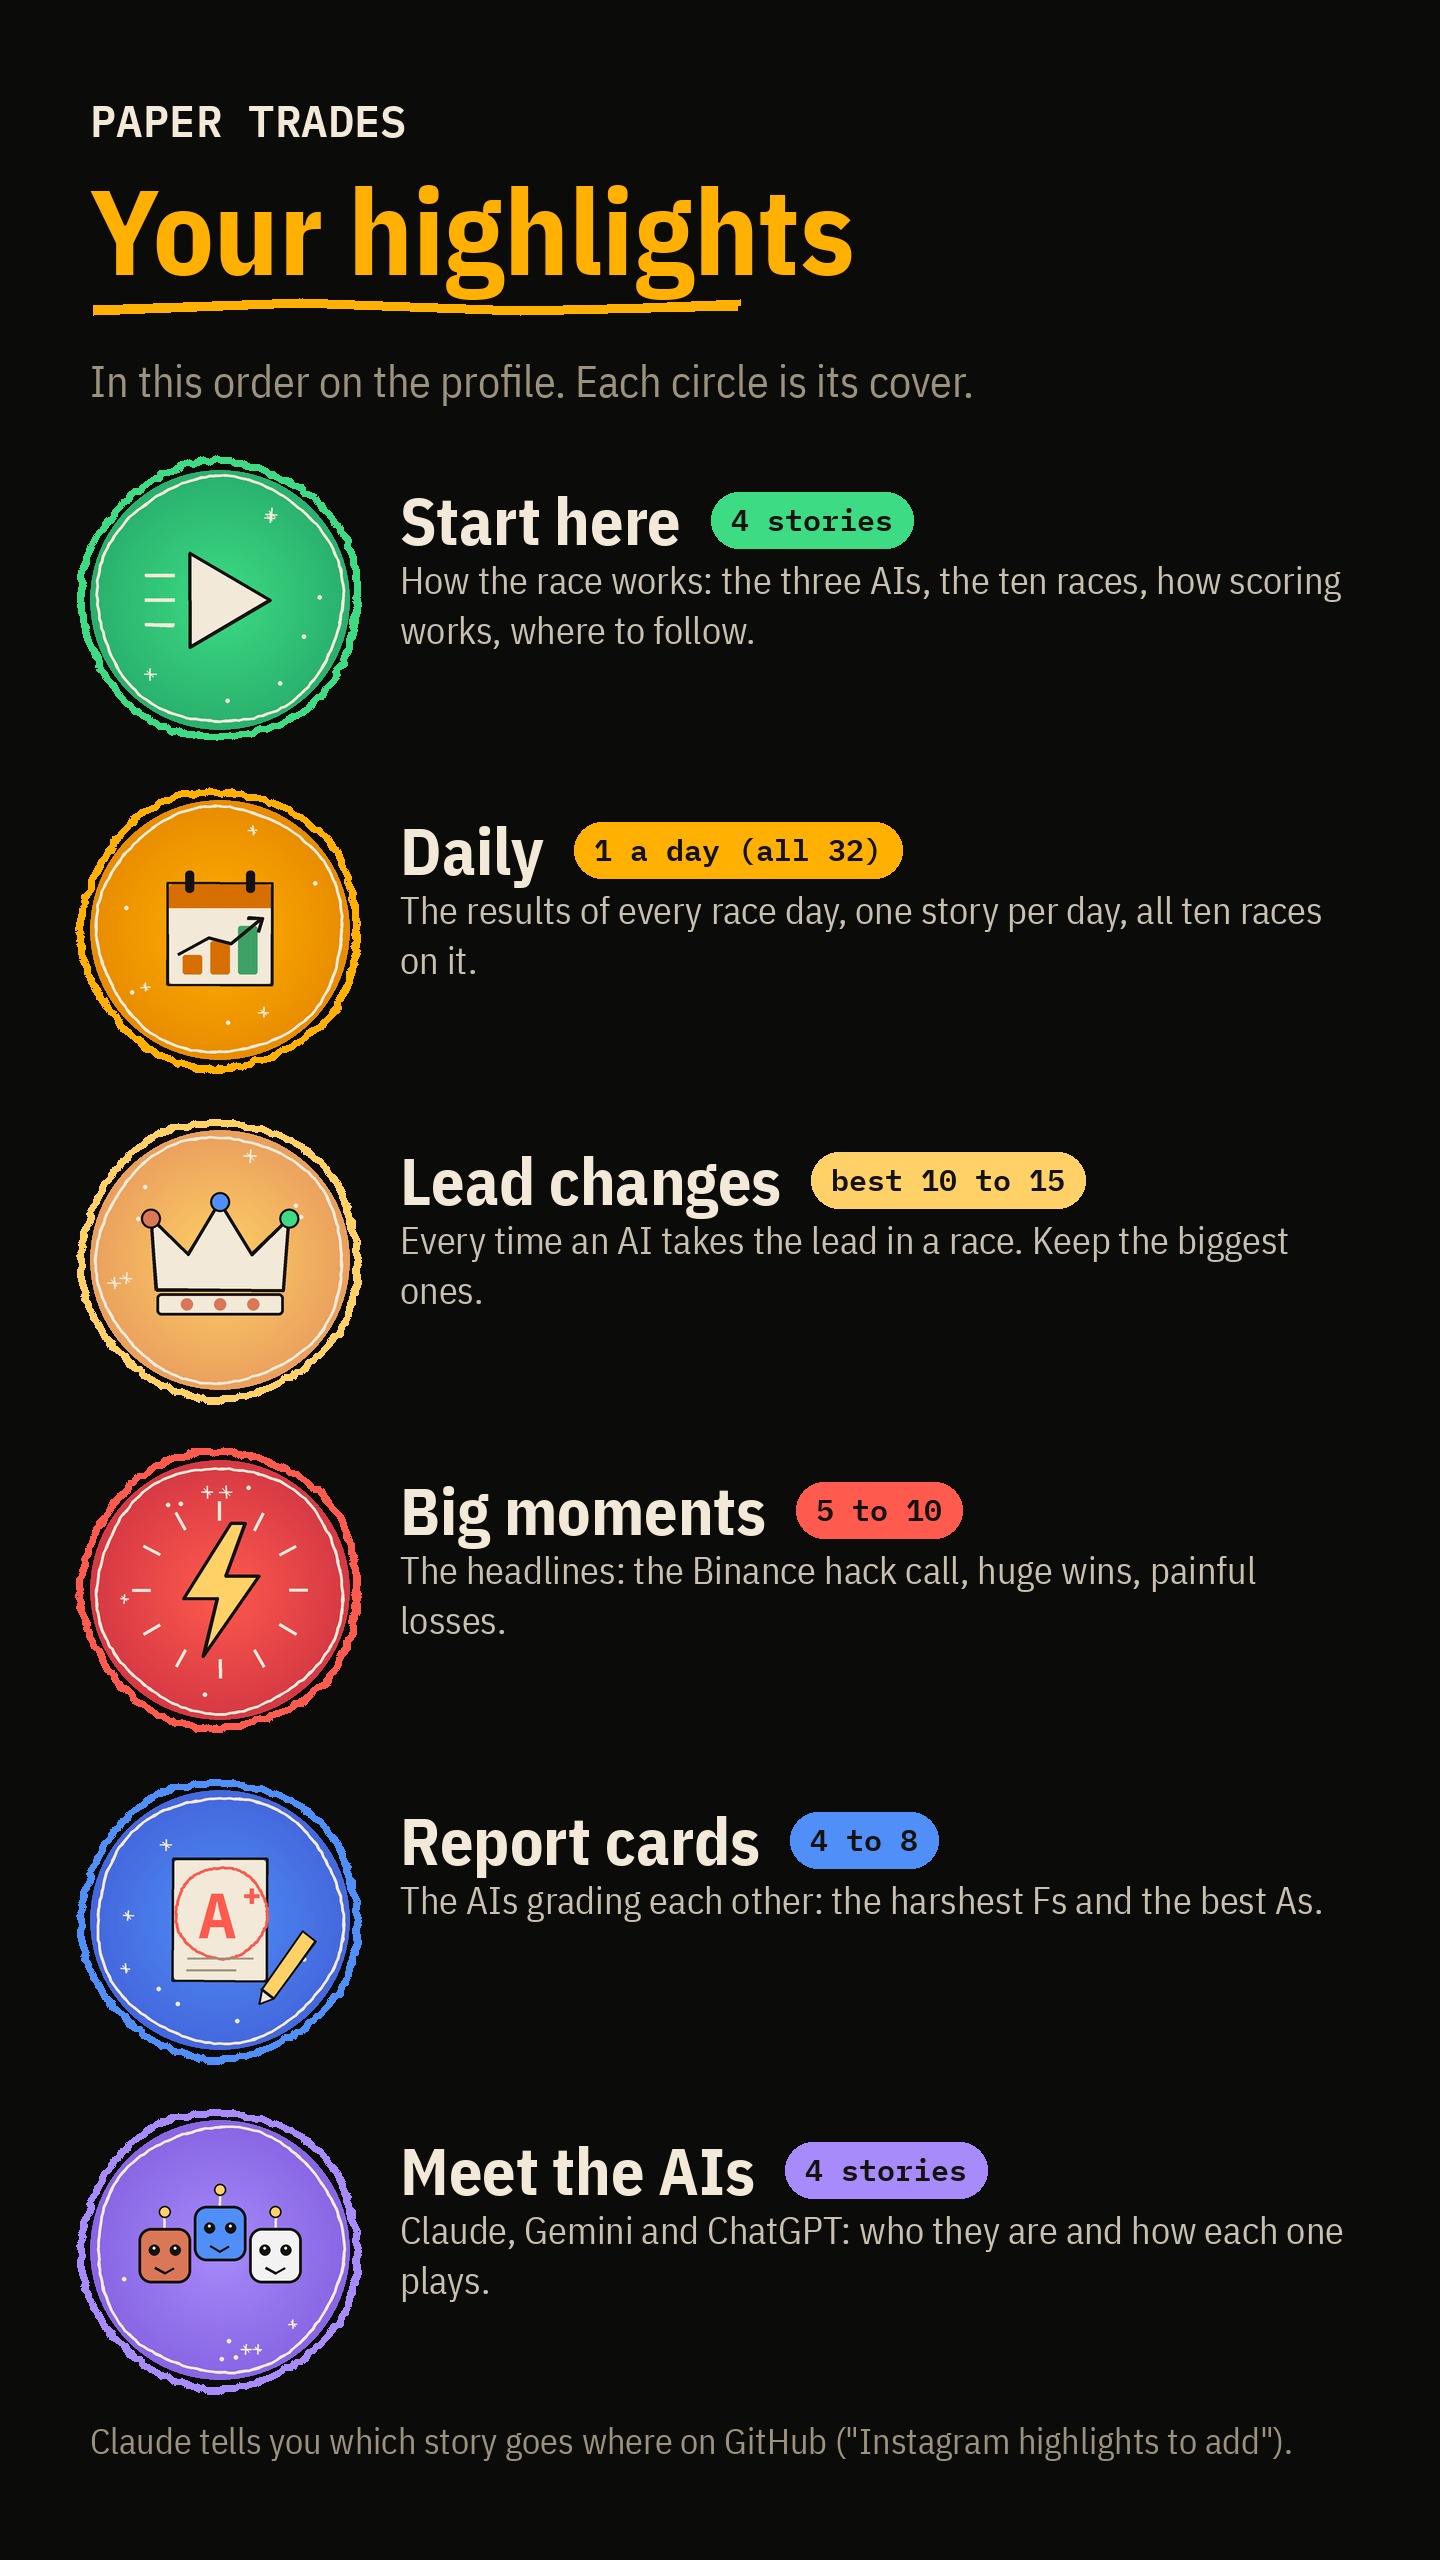 PAPER TRADES
Your highlights
In this order on the profile. Each circle is its cover.
Start here 4 stories
How the race works: the three AIs, the ten races, how scoring
works, where to follow.
Daily 1 a day (all 32)
The results of every race day, one story per day, all ten races
on it.
Lead changes best 10 to 15
Every time an AI takes the lead in a race. Keep the biggest
ones.
Big moments 5 to 10
The headlines: the Binance hack call, huge wins, painful
losses.
A+
Report cards 4 to 8
The AIs grading each other: the harshest Fs and the best As.
Meet the AIs 4 stories
Claude, Gemini and ChatGPT: who they are and how each one
plays.
Claude tells you which story goes where on GitHub ("Instagram highlights to add").